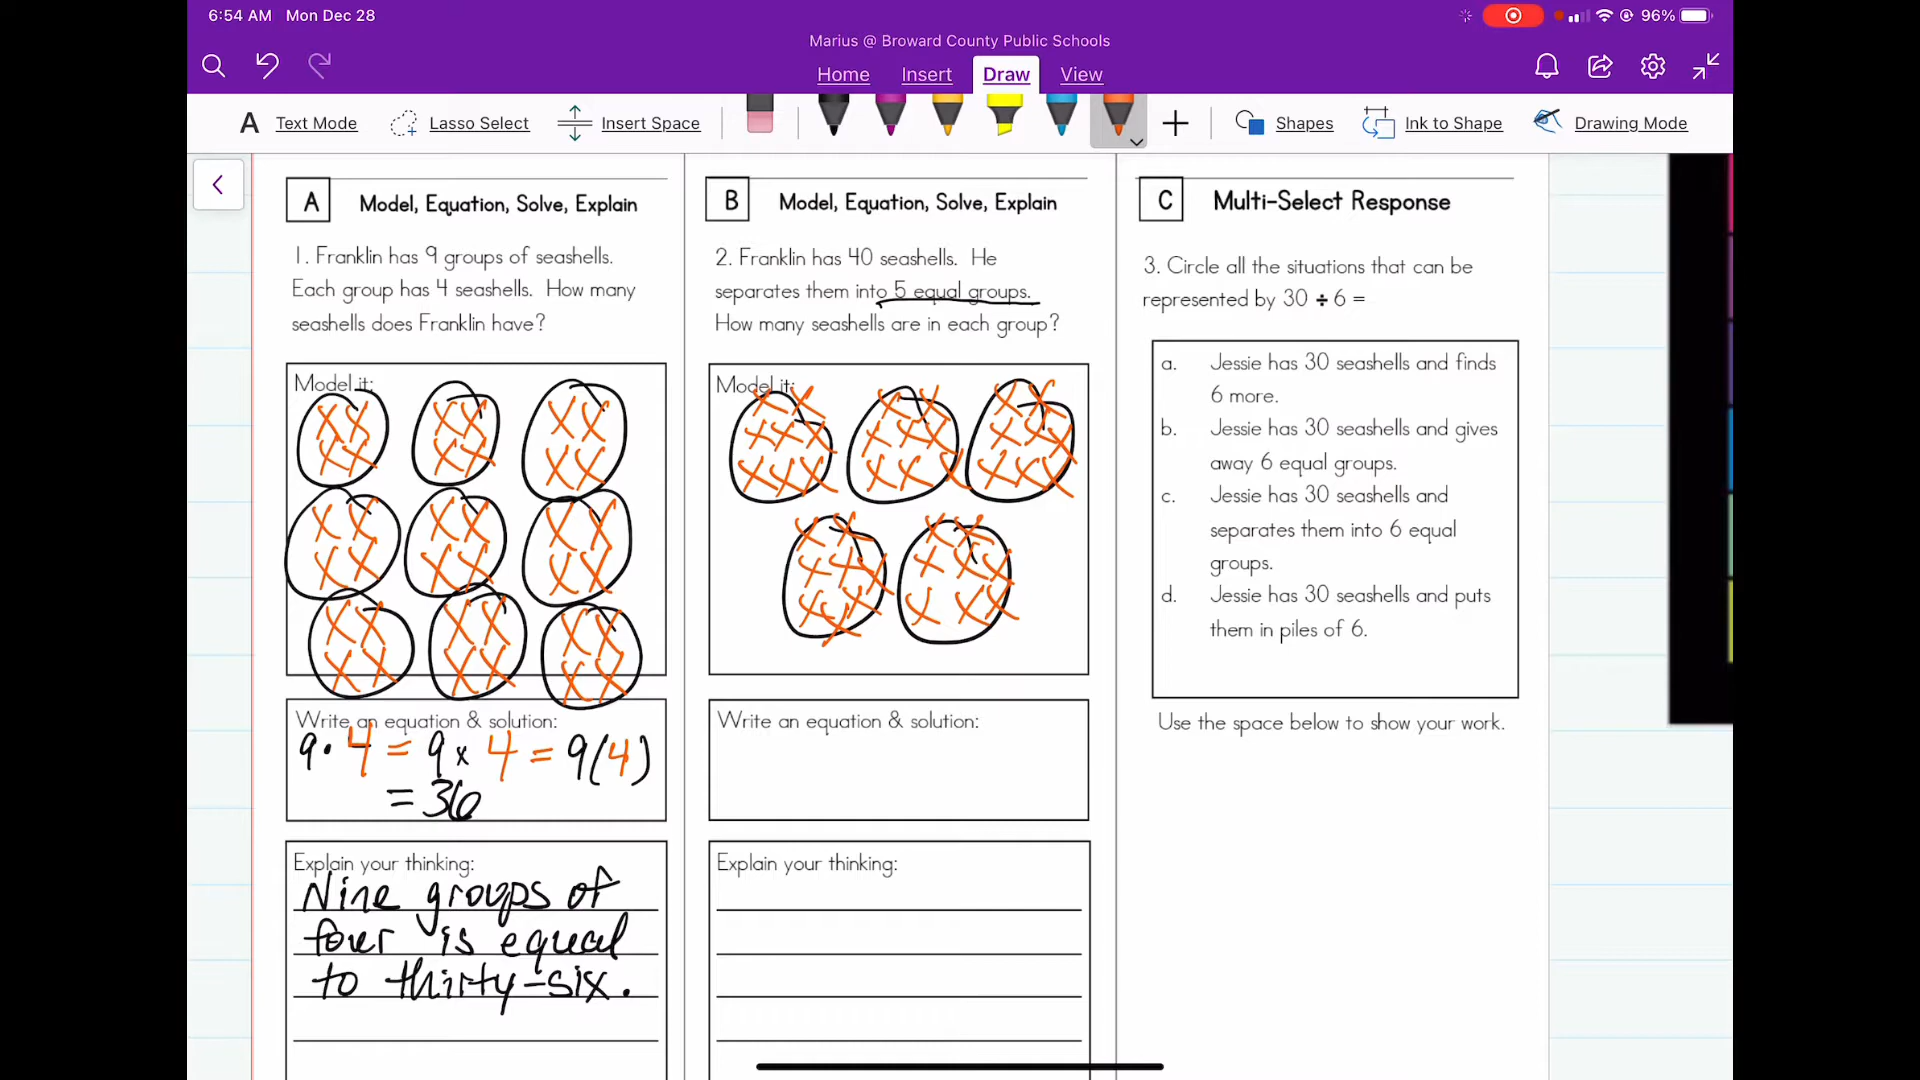 6:54 AM Mon Dec 28
96%
Marius @ Broward County Public Schools
Home Insert Draw View
A Text Mode Lasso Select Insert Space Shapes Ink to Shape Drawing Mode
A Model, Equation, Solve, Explain
1. Franklin has 9 groups of seashells.
Each group has 4 seashells. How many
seashells does Franklin have?
Model it:
Write an equation & solution:
9 · 4 = 9 x 4 = 9(4)
= 36
Explain your thinking:
Nine groups of
four is equal
to thirty-six.
B Model, Equation, Solve, Explain
2. Franklin has 40 seashells. He
separates them into 5 equal groups.
How many seashells are in each group?
Model it:
Write an equation & solution:
Explain your thinking:
C Multi-Select Response
3. Circle all the situations that can be
represented by 30 ÷ 6 =
a. Jessie has 30 seashells and finds
6 more.
b. Jessie has 30 seashells and gives
away 6 equal groups.
c. Jessie has 30 seashells and
separates them into 6 equal
groups.
d. Jessie has 30 seashells and puts
them in piles of 6.
Use the space below to show your work.